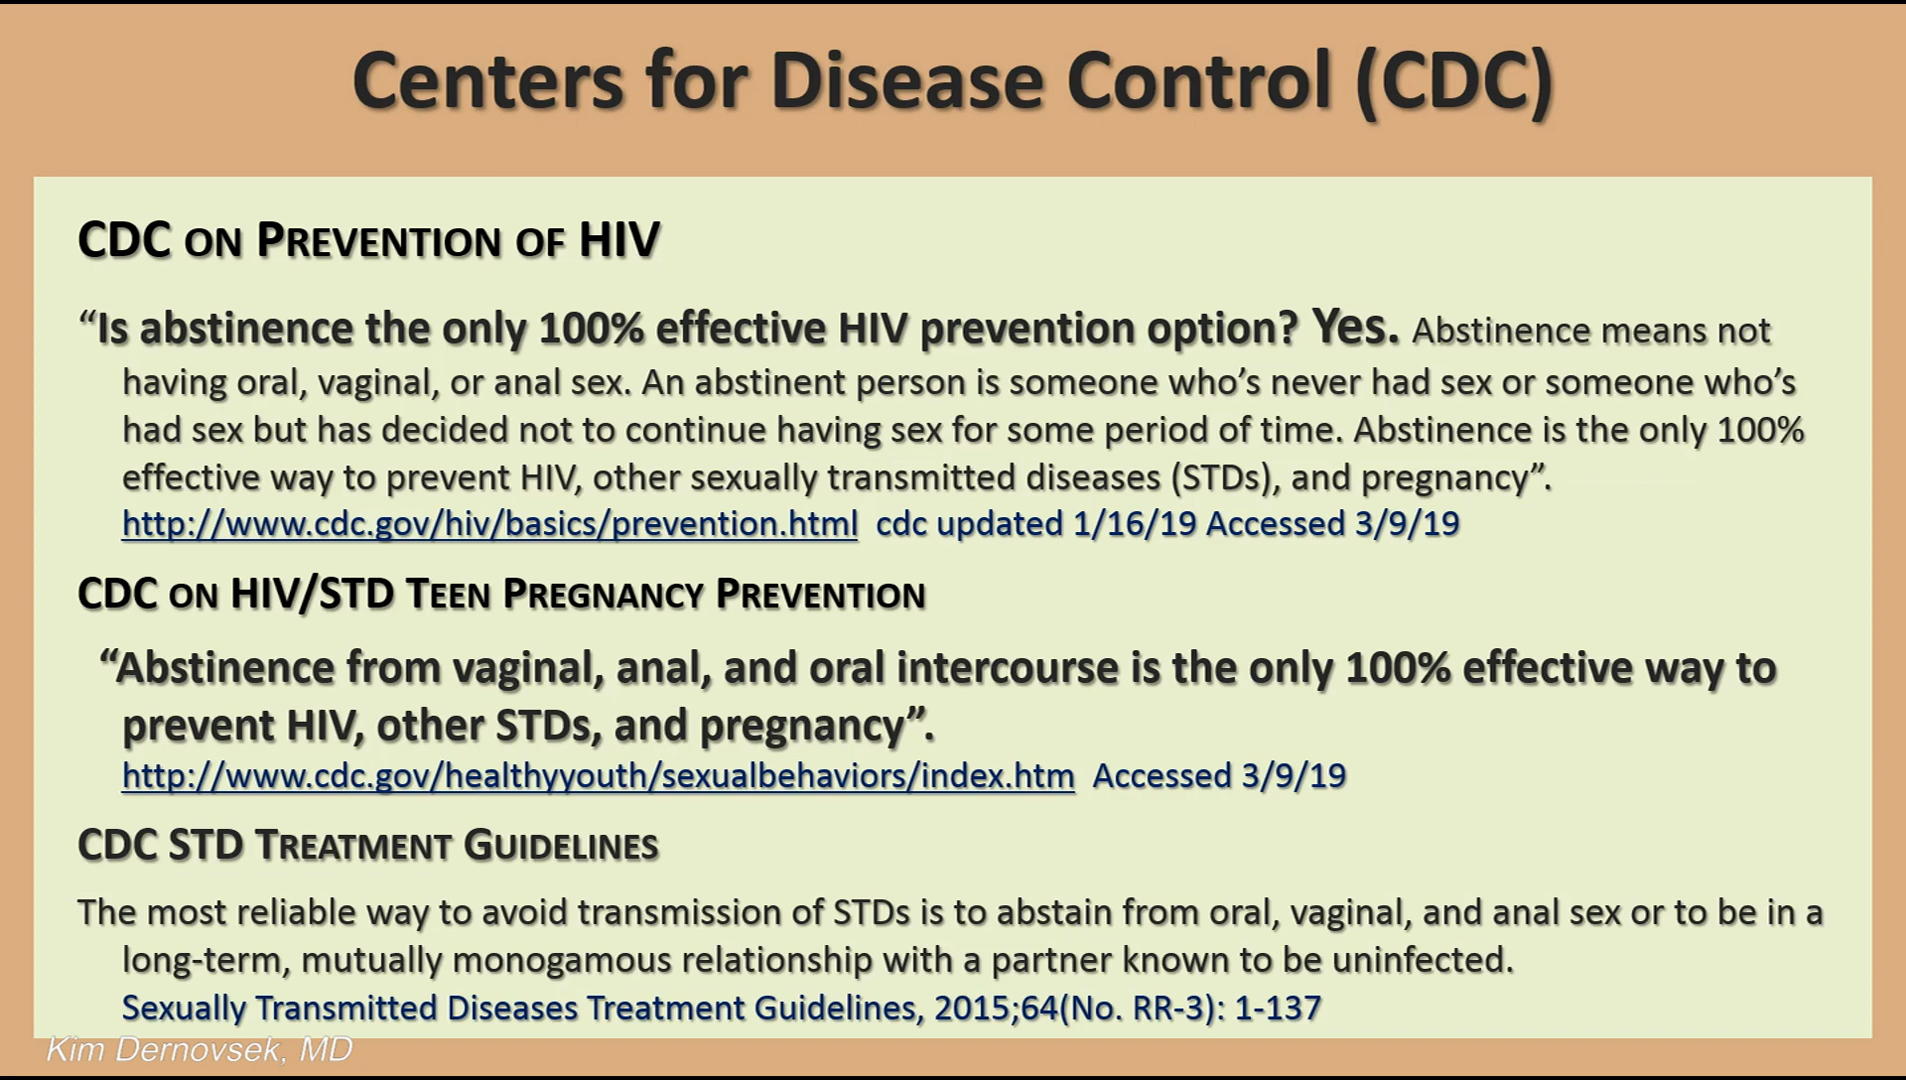 Centers for Disease Control (CDC)
CDC ON PREVENTION OF HIV
“Is abstinence the only 100% effective HIV prevention option? Yes. Abstinence means not
having oral, vaginal, or anal sex. An abstinent person is someone who’s never had sex or someone who’s
had sex but has decided not to continue having sex for some period of time. Abstinence is the only 100%
effective way to prevent HIV, other sexually transmitted diseases (STDs), and pregnancy”.
http://www.cdc.gov/hiv/basics/prevention.html cdc updated 1/16/19 Accessed 3/9/19
CDC ON HIV/STD TEEN PREGNANCY PREVENTION
“Abstinence from vaginal, anal, and oral intercourse is the only 100% effective way to
prevent HIV, other STDs, and pregnancy”.
http://www.cdc.gov/healthyyouth/sexualbehaviors/index.htm Accessed 3/9/19
CDC STD TREATMENT GUIDELINES
The most reliable way to avoid transmission of STDs is to abstain from oral, vaginal, and anal sex or to be in a
long-term, mutually monogamous relationship with a partner known to be uninfected.
Sexually Transmitted Diseases Treatment Guidelines, 2015;64(No. RR-3): 1-137
Kim Dernovsek, MD